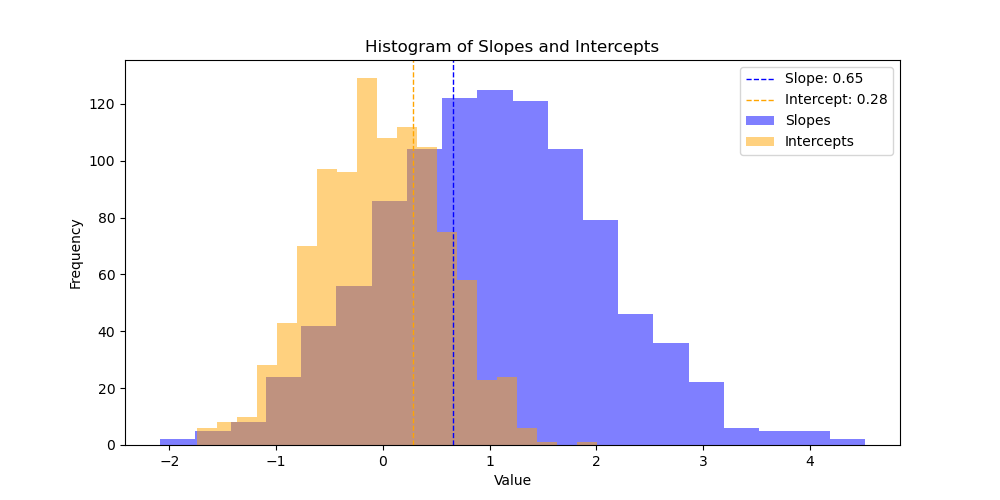 Histogram of Slopes and Intercepts
Slope: 0.65
Intercept: 0.28
Slopes
Intercepts
Frequency
120
100
80
60
40
20
0
−2
−1
0
1
2
3
4
Value